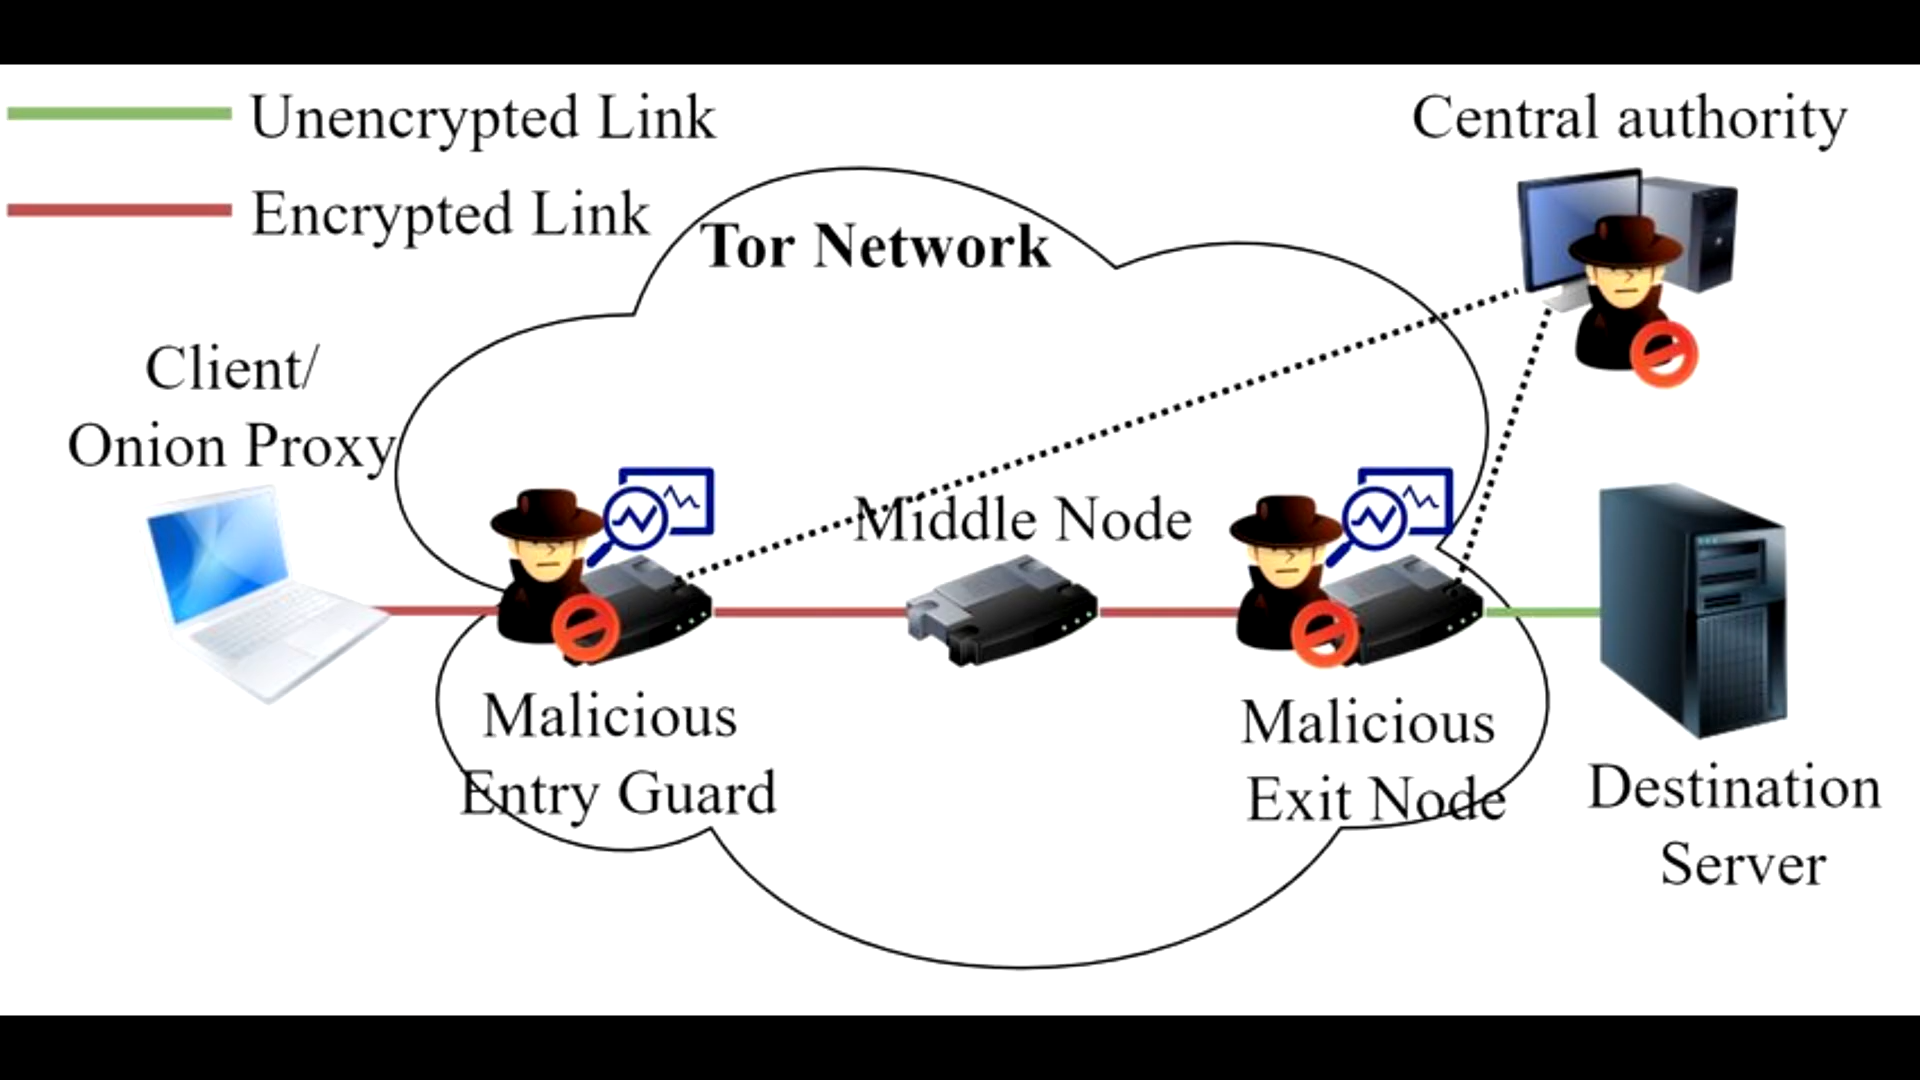 Unencrypted Link
Encrypted Link
Central authority
Tor Network
Client/
Onion Proxy
Middle Node
Malicious
Entry Guard
Malicious
Exit Node
Destination
Server